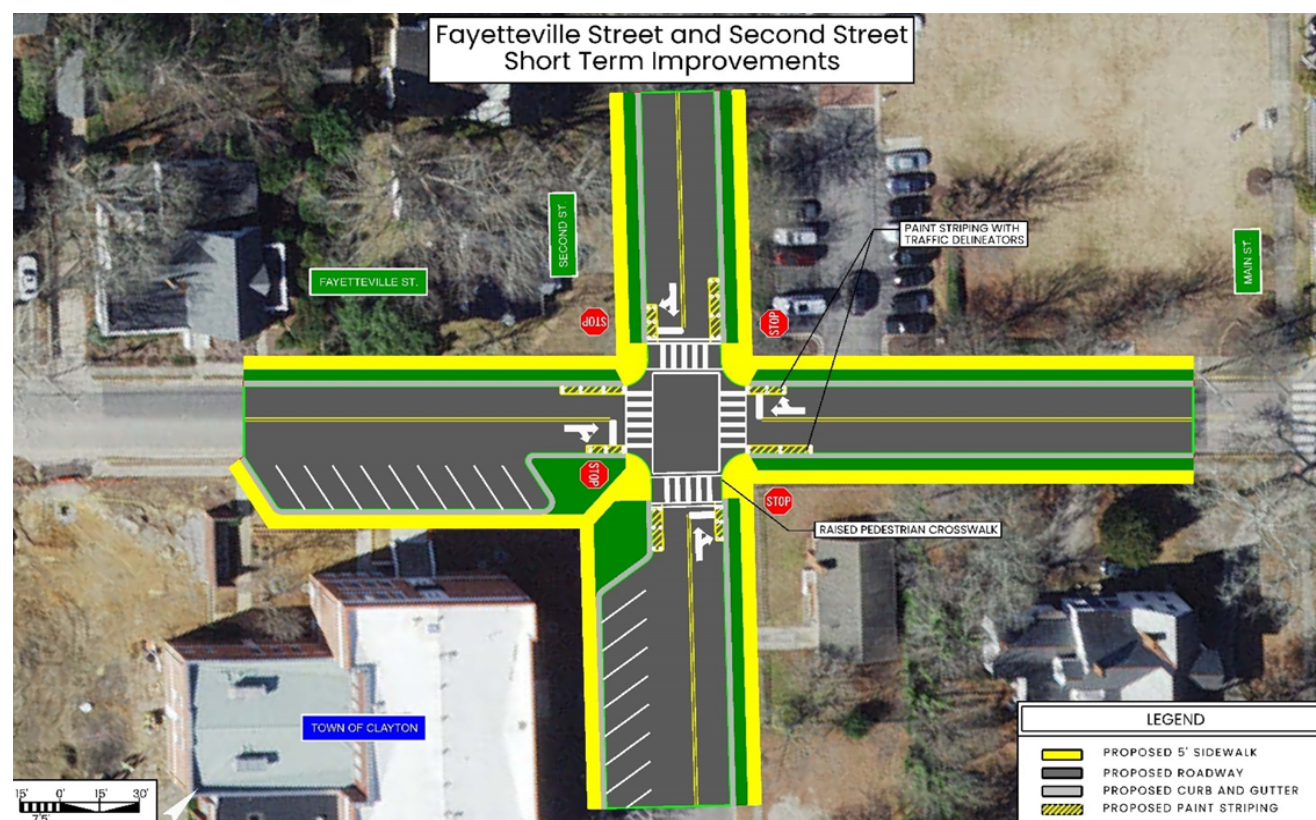 Fayetteville Street and Second Street
Short Term Improvements
SECOND ST.
FAYETTEVILLE ST.
PAINT STRIPING WITH
TRAFFIC DELINEATORS
MAIN ST.
STOP
STOP
STOP
STOP
RAISED PEDESTRIAN CROSSWALK
TOWN OF CLAYTON
LEGEND
PROPOSED 5' SIDEWALK
PROPOSED ROADWAY
PROPOSED CURB AND GUTTER
PROPOSED PAINT STRIPING
15' 0' 15' 30'
7.5'